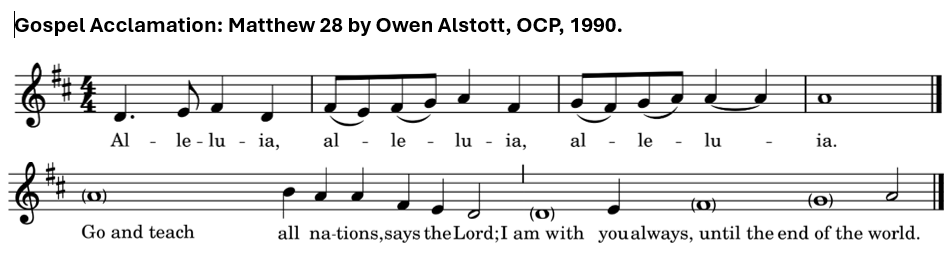 Gospel Acclamation: Matthew 28 by Owen Alstott, OCP, 1990.
4
4
Al - le - lu - ia, al - le - lu - ia, al - le - lu - ia.
Go and teach all na-tions, says the Lord; I am with you always, until the end of the world.